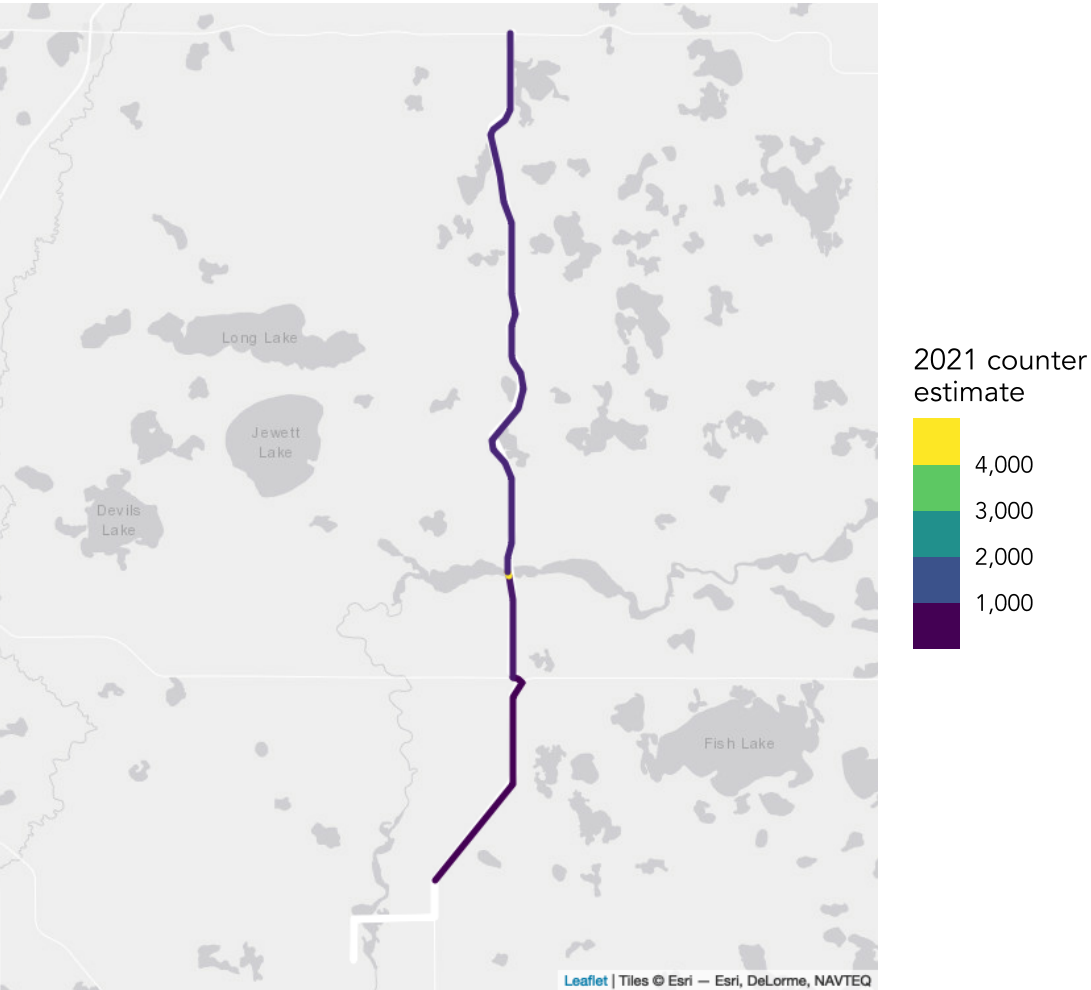 Long Lake
Jewett
Lake
Devils
Lake
Fish Lake
2021 counter
estimate
4,000
3,000
2,000
1,000
Leaflet | Tiles © Esri — Esri, DeLorme, NAVTEQ